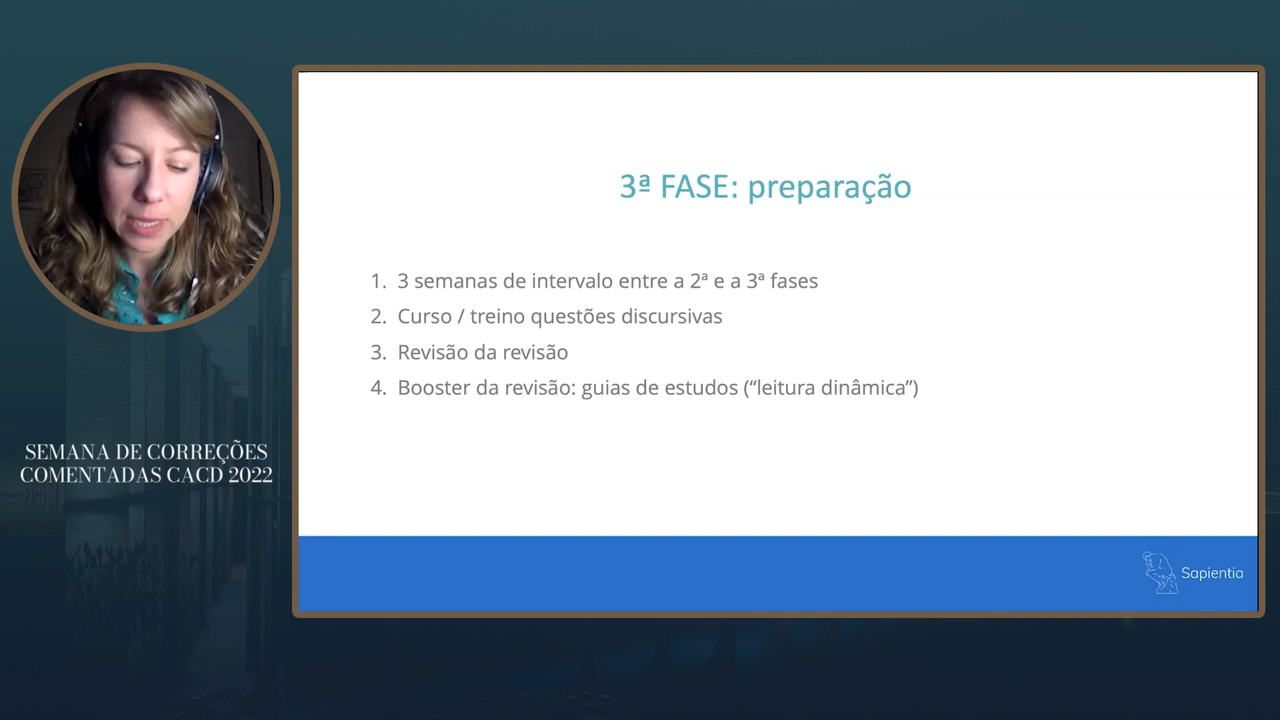 3ª FASE: preparação
1. 3 semanas de intervalo entre a 2ª e a 3ª fases
2. Curso / treino questões discursivas
3. Revisão da revisão
4. Booster da revisão: guias de estudos (“leitura dinâmica”)
SEMANA DE CORREÇÕES
COMENTADAS CACD 2022
Sapientia